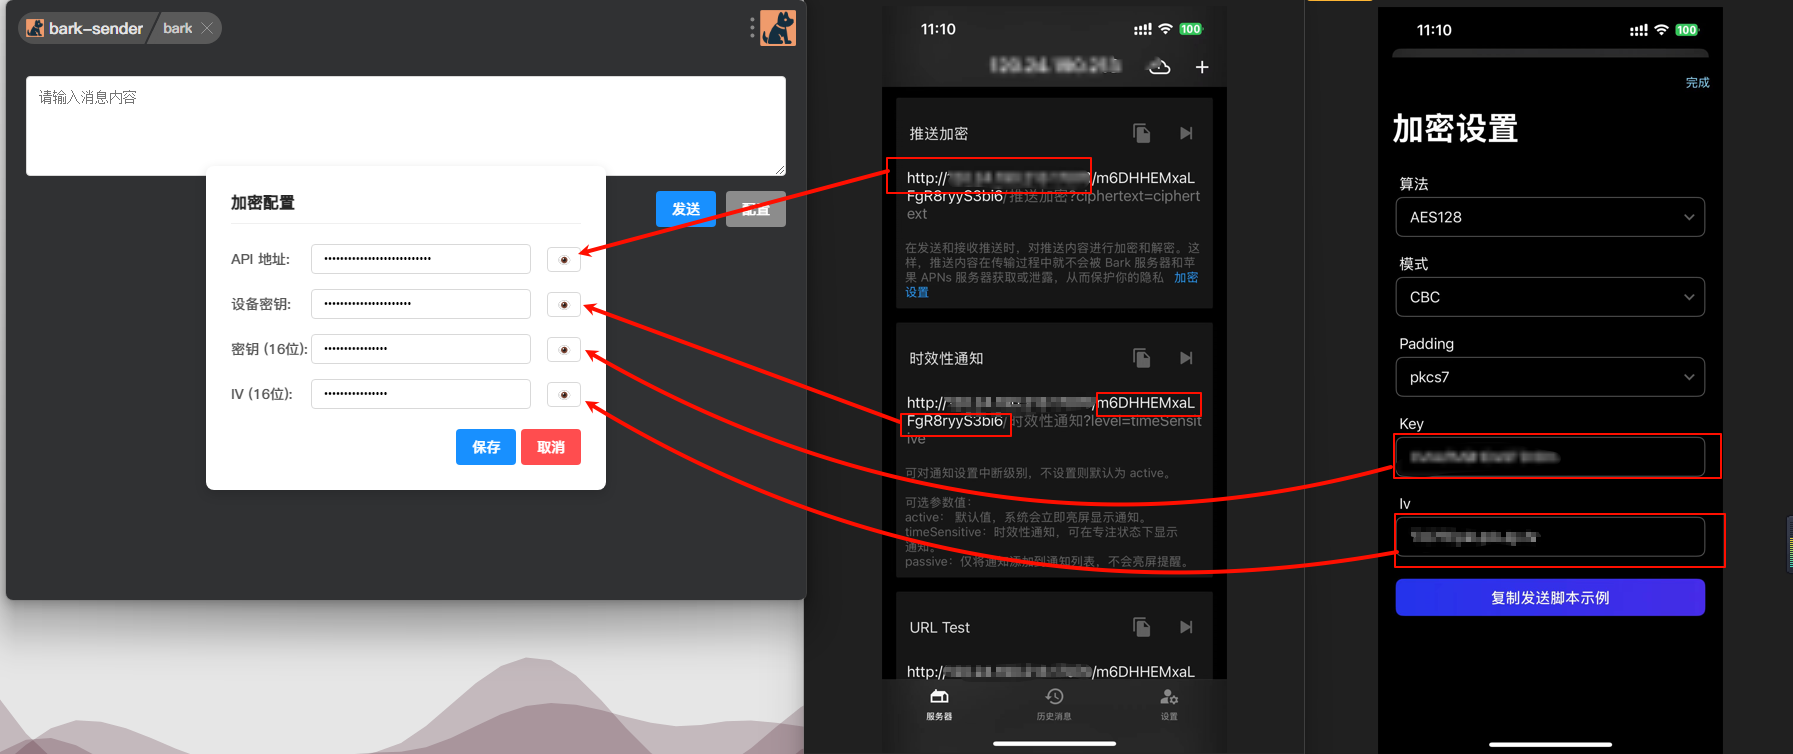 bark-sender
bark
请输入消息内容
发送
配置
加密配置
API 地址:
设备密钥:
密钥 (16位):
IV (16位):
保存
取消
11:10
100
推送加密
http:// /m6DHHEMxaL
FgR8ryyS3bi6/推送加密?ciphertext=ciphert
ext
在发送和接收推送时，对推送内容进行加密和解密。这
样，推送内容在传输过程中就不会被 Bark 服务器和苹
果 APNs 服务器获取或泄露，从而保护你的隐私 加密
设置
时效性通知
http:// /m6DHHEMxaL
FgR8ryyS3bi6/时效性通知?level=timeSensit
ive
可对通知设置中断级别，不设置则默认为 active。
可选参数值：
active： 默认值，系统会立即亮屏显示通知。
timeSensitive：时效性通知，可在专注状态下显示
通知。
passive：仅将通知添加到通知列表，不会亮屏提醒。
URL Test
http:// /m6DHHEMxaL
服务器
历史消息
设置
11:10
100
完成
加密设置
算法
AES128
模式
CBC
Padding
pkcs7
Key
Iv
复制发送脚本示例